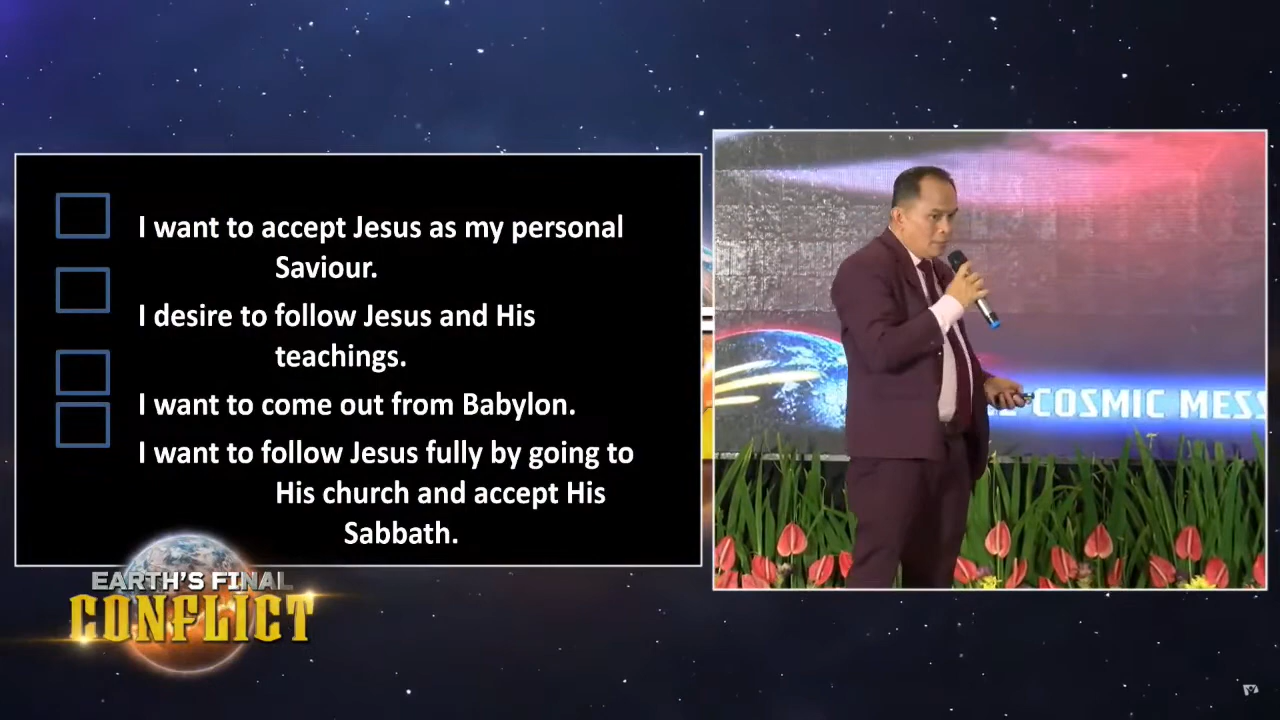 I want to accept Jesus as my personal
Saviour.
I desire to follow Jesus and His
teachings.
I want to come out from Babylon.
I want to follow Jesus fully by going to
His church and accept His
Sabbath.
EARTH'S FINAL
CONFLICT
COSMIC